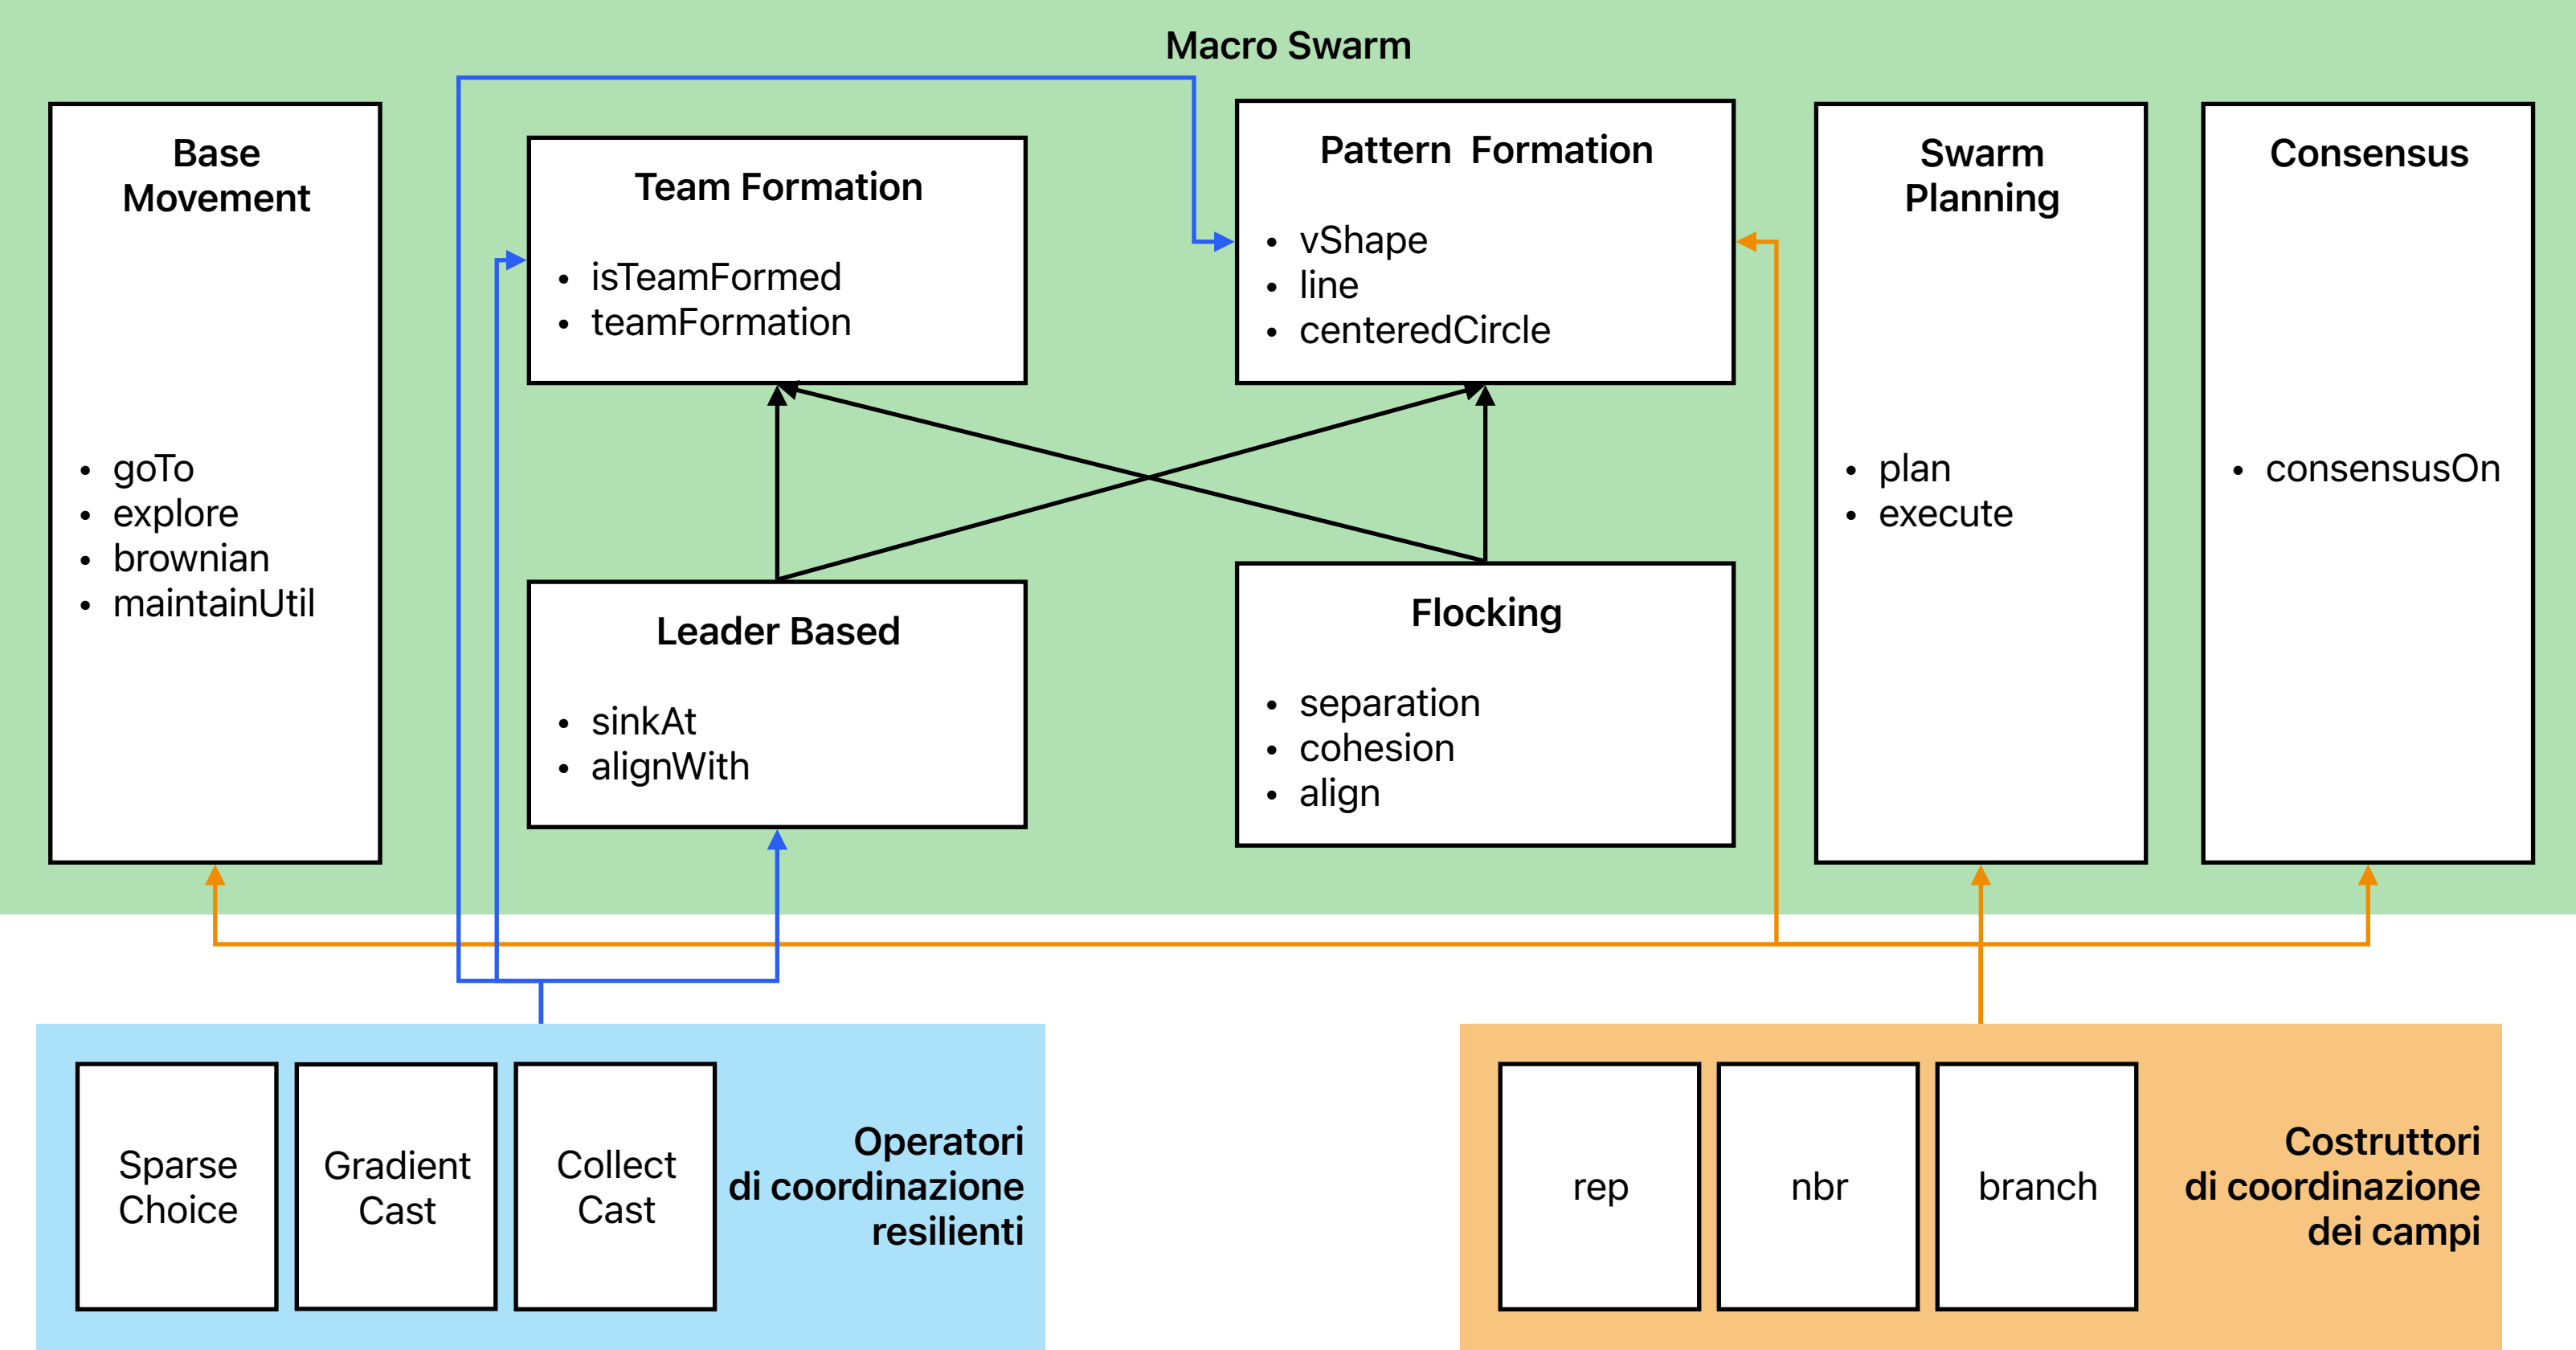 Macro Swarm
Base
Movement
• goTo
• explore
• brownian
• maintainUtil
Team Formation
• isTeamFormed
• teamFormation
Pattern Formation
• vShape
• line
• centeredCircle
Swarm
Planning
• plan
• execute
Consensus
• consensusOn
Leader Based
• sinkAt
• alignWith
Flocking
• separation
• cohesion
• align
Sparse
Choice
Gradient
Cast
Collect
Cast
Operatori
di coordinazione
resilienti
rep
nbr
branch
Costruttori
di coordinazione
dei campi